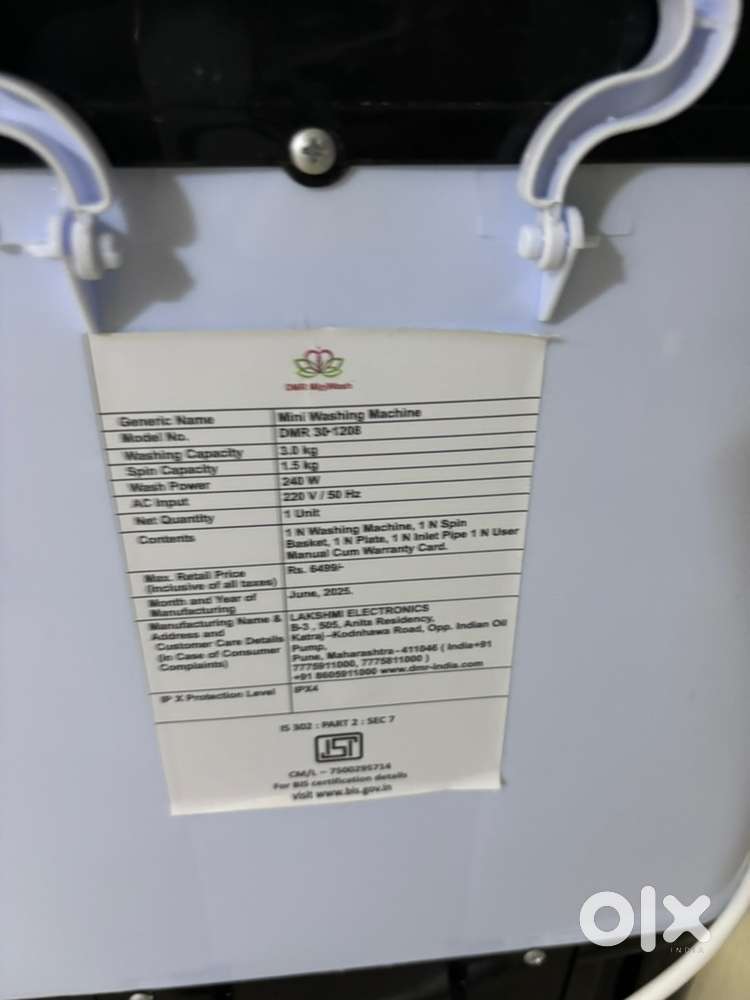 DMR MiniWash
Generic Name Mini Washing Machine
Model No. DMR 30-1208
Washing Capacity 3.0 kg
Spin Capacity 1.5 kg
Wash Power 240 W
AC Input 220 V / 50 Hz
Net Quantity 1 Unit
Contents 1 N Washing Machine, 1 N Spin
Basket, 1 N Plate, 1 N Inlet Pipe 1 N User
Manual Cum Warranty Card.
Max. Retail Price Rs. 6499/-
(inclusive of all taxes)
Month and Year of June, 2025.
Manufacturing
Manufacturing Name & LAKSHMI ELECTRONICS
Address and B-3 , 505, Anita Residency,
Customer Care Details Katraj-Kodnhawa Road, Opp. Indian Oil
(in Case of Consumer Pump,
Complaints) Pune, Maharashtra-411046 ( India+91
7775911000, 7775811000 )
+91 8605911000 www.dmr-india.com
IP X Protection Level IPX4
IS 302 : PART 2 : SEC 7
ISI
CM/L - 7500295714
For BIS certification details
visit www.bis.gov.in
olx
INDIA